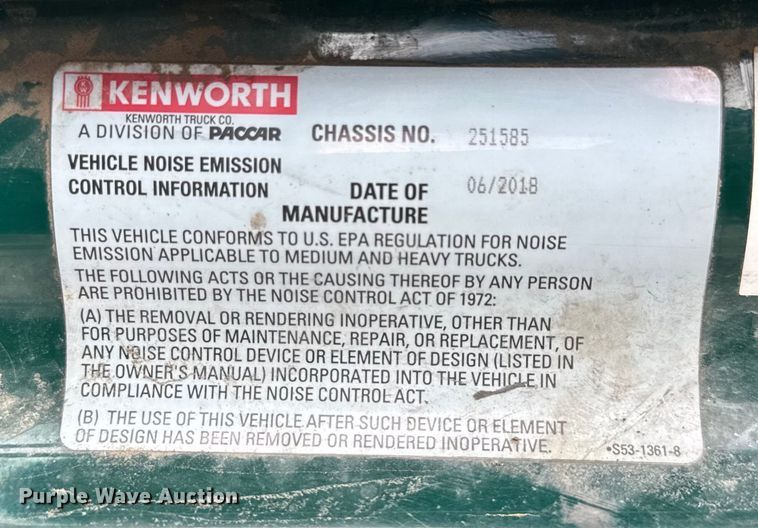 KENWORTH
KENWORTH TRUCK CO.
A DIVISION OF PACCAR
CHASSIS NO. 251585
VEHICLE NOISE EMISSION
CONTROL INFORMATION
DATE OF
MANUFACTURE
06/2018
THIS VEHICLE CONFORMS TO U.S. EPA REGULATION FOR NOISE
EMISSION APPLICABLE TO MEDIUM AND HEAVY TRUCKS.
THE FOLLOWING ACTS OR THE CAUSING THEREOF BY ANY PERSON
ARE PROHIBITED BY THE NOISE CONTROL ACT OF 1972:
(A) THE REMOVAL OR RENDERING INOPERATIVE, OTHER THAN
FOR PURPOSES OF MAINTENANCE, REPAIR, OR REPLACEMENT, OF
ANY NOISE CONTROL DEVICE OR ELEMENT OF DESIGN (LISTED IN
THE OWNER'S MANUAL) INCORPORATED INTO THE VEHICLE IN
COMPLIANCE WITH THE NOISE CONTROL ACT.
(B) THE USE OF THIS VEHICLE AFTER SUCH DEVICE OR ELEMENT
OF DESIGN HAS BEEN REMOVED OR RENDERED INOPERATIVE.
•S53-1361-8
Purple Wave Auction